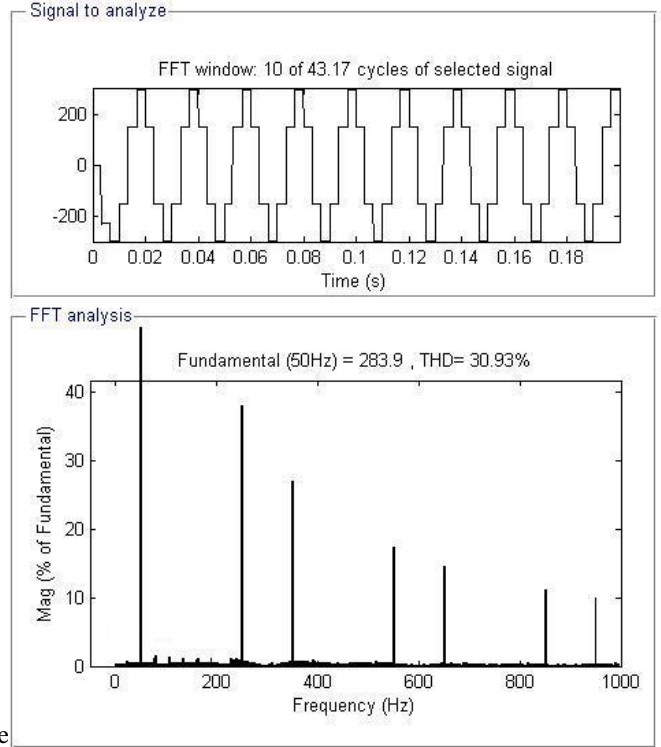 Signal to analyze
FFT window: 10 of 43.17 cycles of selected signal
200
0
-200
0 0.02 0.04 0.06 0.08 0.1 0.12 0.14 0.16 0.18
Time (s)
FFT analysis
Fundamental (50Hz) = 283.9 , THD= 30.93%
Mag (% of Fundamental)
40
30
20
10
0
0 200 400 600 800 1000
Frequency (Hz)
e